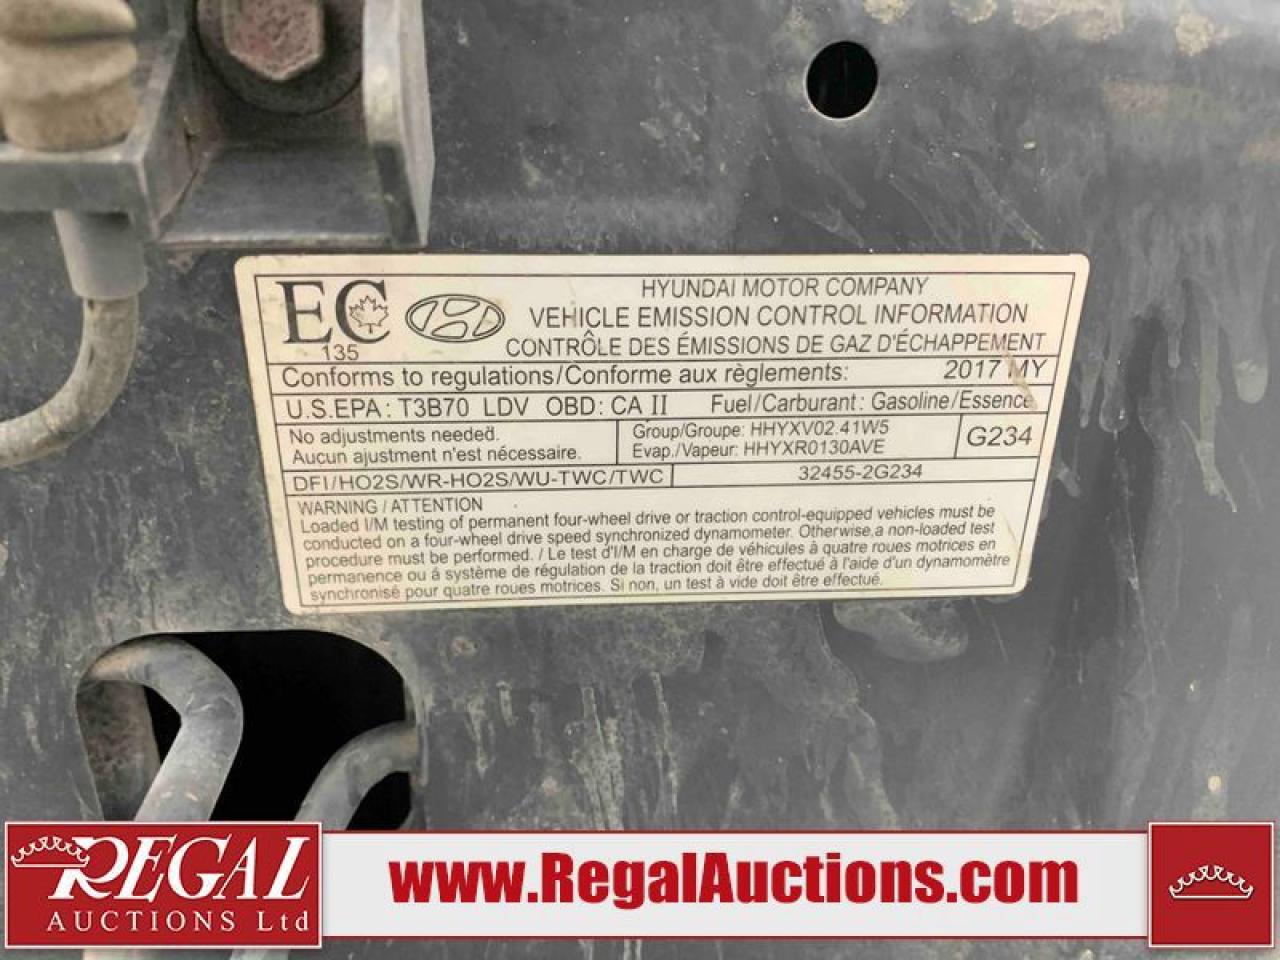 EC
135
HYUNDAI MOTOR COMPANY
VEHICLE EMISSION CONTROL INFORMATION
CONTRÔLE DES ÉMISSIONS DE GAZ D'ÉCHAPPEMENT
Conforms to regulations/Conforme aux règlements: 2017 MY
U.S.EPA : T3B70 LDV OBD: CA II Fuel/Carburant: Gasoline/Essence
No adjustments needed.
Aucun ajustment n'est nécessaire.
Group/Groupe: HHYXV02.41W5
Evap./Vapeur: HHYXR0130AVE
G234
DFI/HO2S/WR-HO2S/WU-TWC/TWC
32455-2G234
WARNING / ATTENTION
Loaded I/M testing of permanent four-wheel drive or traction control-equipped vehicles must be
conducted on a four-wheel drive speed synchronized dynamometer. Otherwise,a non-loaded test
procedure must be performed. / Le test d'I/M en charge de véhicules à quatre roues motrices en
permanence ou á système de régulation de la traction doit être effectué à l'aide d'un dynamomètre
synchronisé pour quatre roues motrices. Si non, un test à vide doit être effectué.
REGAL
AUCTIONS Ltd
www.RegalAuctions.com